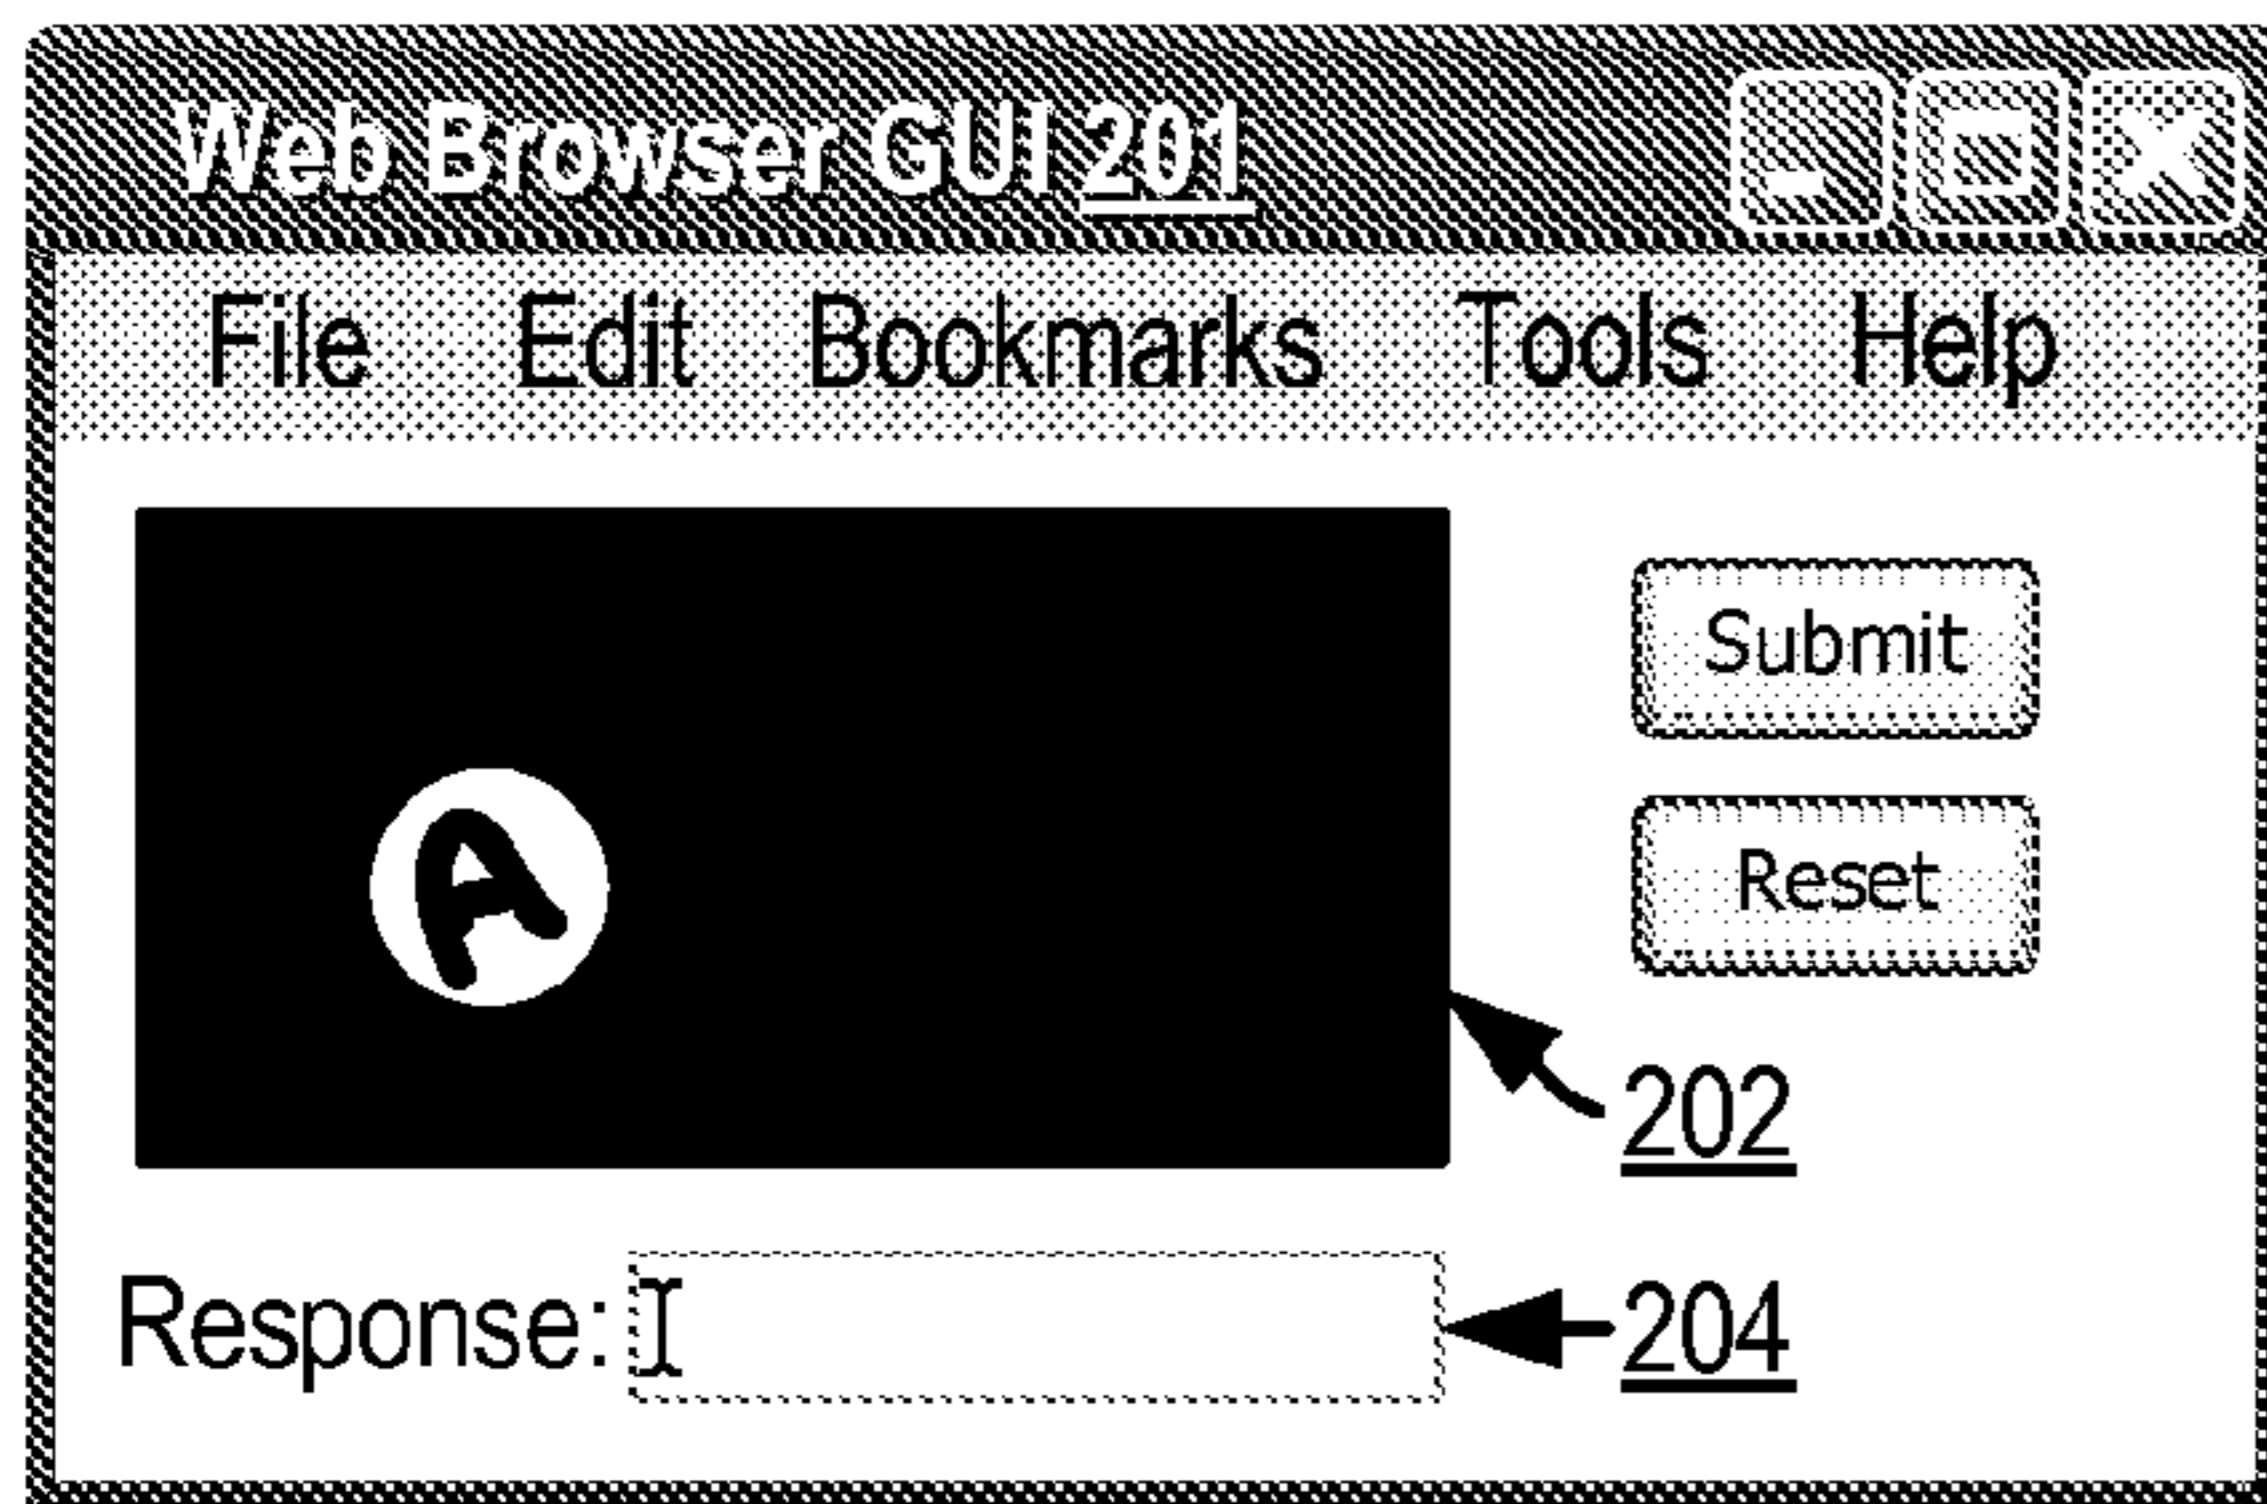 Web Browser GUI 201
File Edit Bookmarks Tools Help
Submit
A
Reset
202
Response:
204